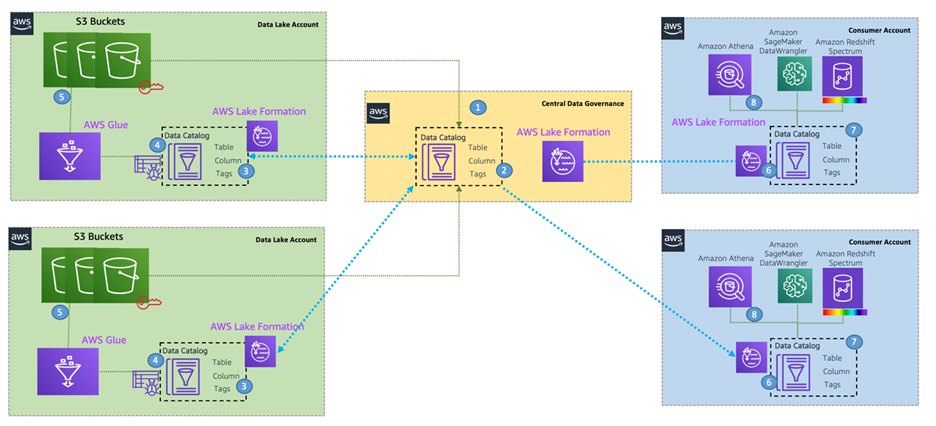 aws
S3 Buckets
Data Lake Account
5
AWS Glue
AWS Lake Formation
4
Data Catalog
Table
Column
Tags
3
aws
S3 Buckets
Data Lake Account
5
AWS Glue
AWS Lake Formation
4
Data Catalog
Table
Column
Tags
3
aws
1
Central Data Governance
Data Catalog
Table
Column
Tags
2
AWS Lake Formation
aws
Consumer Account
Amazon Athena
Amazon
SageMaker
DataWrangler
Amazon Redshift
Spectrum
8
AWS Lake Formation
7
Data Catalog
Table
Column
Tags
6
aws
Consumer Account
Amazon Athena
Amazon
SageMaker
DataWrangler
Amazon Redshift
Spectrum
8
7
Data Catalog
Table
Column
Tags
6